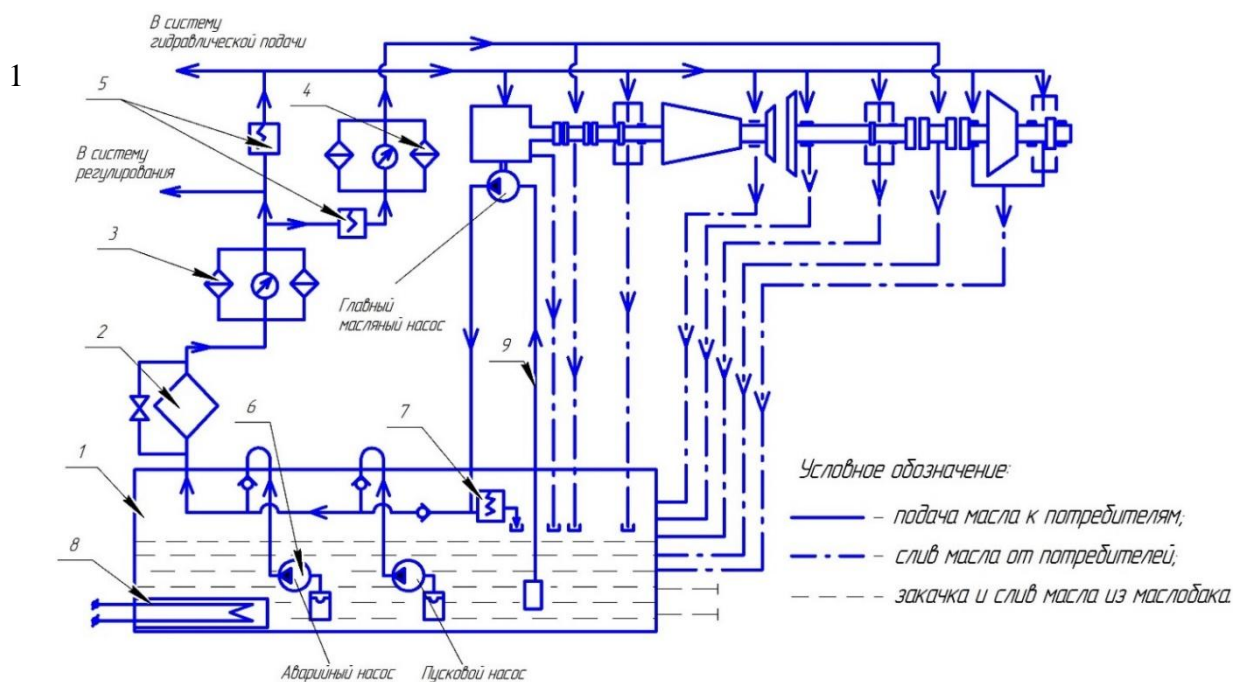 В систему
гидравлической подачи
1
5
4
В систему
регулирования
3
Главный
масляный насос
2
9
6
7
1
Условное обозначение:
– подача масла к потребителям;
– слив масла от потребителей;
8
– закачка и слив масла из маслобака.
Аварийный насос
Пусковой насос